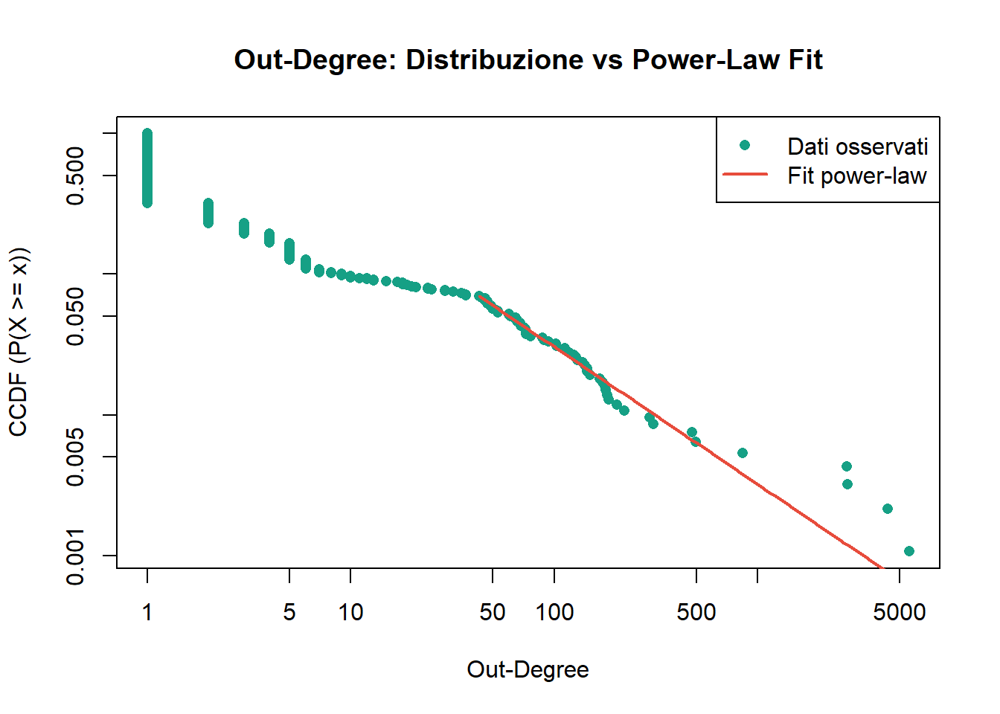 Out-Degree: Distribuzione vs Power-Law Fit
Dati osservati
Fit power-law
CCDF (P(X >= x))
0.500
0.050
0.005
0.001
1 5 10 50 100 500 5000
Out-Degree